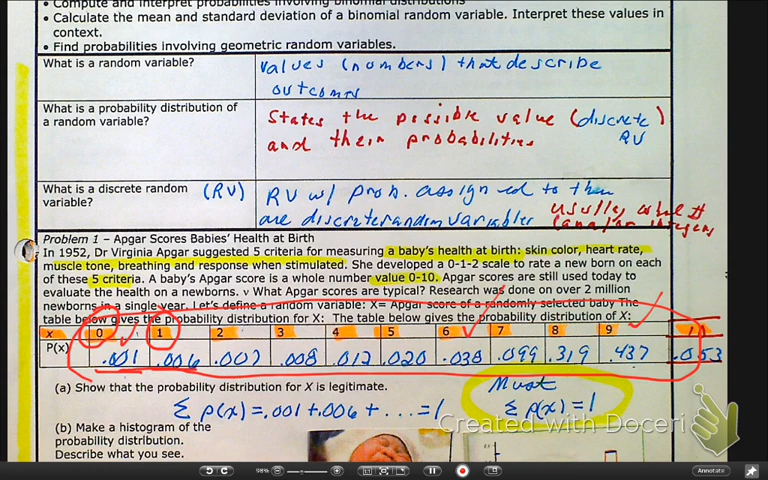 • Compute and interpret probabilities involving binomial distributions
• Calculate the mean and standard deviation of a binomial random variable. Interpret these values in
context.
• Find probabilities involving geometric random variables.
What is a random variable?
values (numbers) that describe
outcomes
What is a probability distribution of
a random variable?
States the possible value (discrete RV)
and their probabilities
What is a discrete random (RV)
variable?
RV w/ prob. assigned to them
are discrete random variables
usually whole #
Problem 1 – Apgar Scores Babies' Health at Birth
In 1952, Dr Virginia Apgar suggested 5 criteria for measuring a baby's health at birth: skin color, heart rate,
muscle tone, breathing and response when stimulated. She developed a 0-1-2 scale to rate a new born on each
of these 5 criteria. A baby's Apgar score is a whole number value 0-10. Apgar scores are still used today to
evaluate the health on a newborns. v What Apgar scores are typical? Research was done on over 2 million
newborns in a single year. Let's define a random variable: X= Apgar score of a randomly selected baby The
table below gives the probability distribution for X: The table below gives the probability distribution of X:
x 0 1 2 3 4 5 6 7 8 9
P(x) .001 .006 .007 .008 .012 .020 .038 .099 .319 .437 .053
(a) Show that the probability distribution for X is legitimate.
Must
Σ P(x) = .001 + .006 + ... = 1
Σ P(x) = 1
Created with Doceri
(b) Make a histogram of the
probability distribution.
Describe what you see.
98%
Annotate